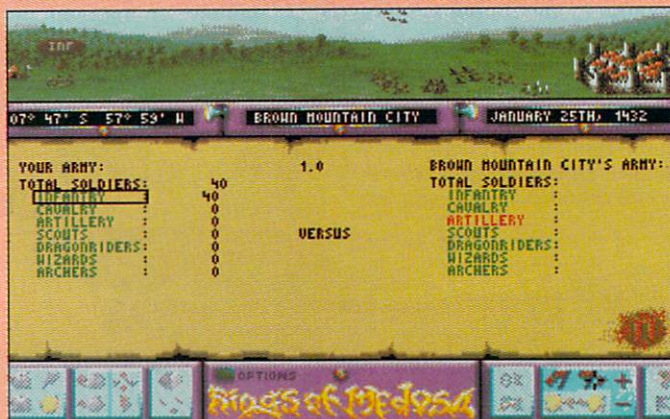 INF
07° 47' S 57° 59' W
BROWN MOUNTAIN CITY
JANUARY 25TH, 1432
YOUR ARMY:
1.0
BROWN MOUNTAIN CITY'S ARMY:
TOTAL SOLDIERS: 40
TOTAL SOLDIERS:
INFANTRY : 40
INFANTRY :
CAVALRY : 0
CAVALRY :
ARTILLERY : 0
ARTILLERY :
SCOUTS : 0
VERSUS
SCOUTS :
DRAGONRIDERS: 0
DRAGONRIDERS:
WIZARDS : 0
WIZARDS :
ARCHERS : 0
ARCHERS :
OPTIONS
Rings of Medusa